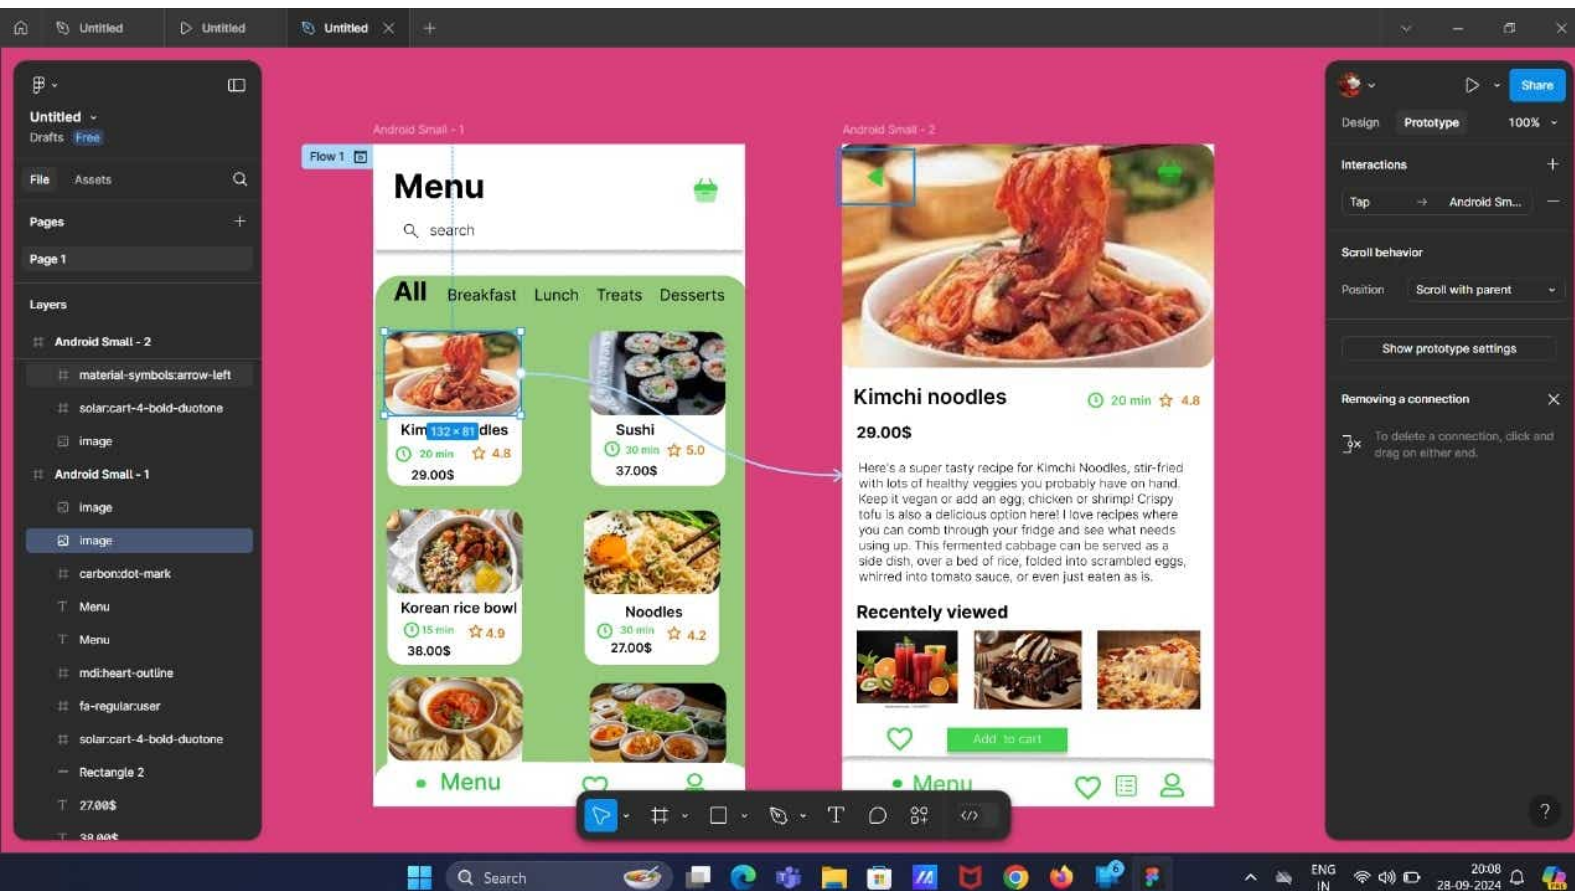 Untitled
Untitled
Untitled
Untitled
Drafts Free
File Assets
Pages
Page 1
Layers
Android Small - 2
material-symbols:arrow-left
solar:cart-4-bold-duotone
image
Android Small - 1
image
image
carbon:dot-mark
Menu
Menu
mdi:heart-outline
fa-regular:user
solar:cart-4-bold-duotone
Rectangle 2
27.00$
38.00$
Android Small - 1
Flow 1
Menu
search
All Breakfast Lunch Treats Desserts
132 × 81
20 min 4.8
29.00$
Sushi
30 min 5.0
37.00$
Korean rice bowl
15 min 4.9
38.00$
Noodles
30 min 4.2
27.00$
Menu
Android Small - 2
Kimchi noodles
20 min 4.8
29.00$
Here's a super tasty recipe for Kimchi Noodles, stir-fried
with lots of healthy veggies you probably have on hand.
Keep it vegan or add an egg, chicken or shrimp! Crispy
tofu is also a delicious option here! I love recipes where
you can comb through your fridge and see what needs
using up. This fermented cabbage can be served as a
side dish, over a bed of rice, folded into scrambled eggs,
whirred into tomato sauce, or even just eaten as is.
Recentely viewed
Add to cart
Menu
Share
Design Prototype 100%
Interactions
Tap → Android Sm...
Scroll behavior
Position Scroll with parent
Show prototype settings
Removing a connection
To delete a connection, click and
drag on either end.
?
Search
6
ENG
IN
20:08
28-09-2024